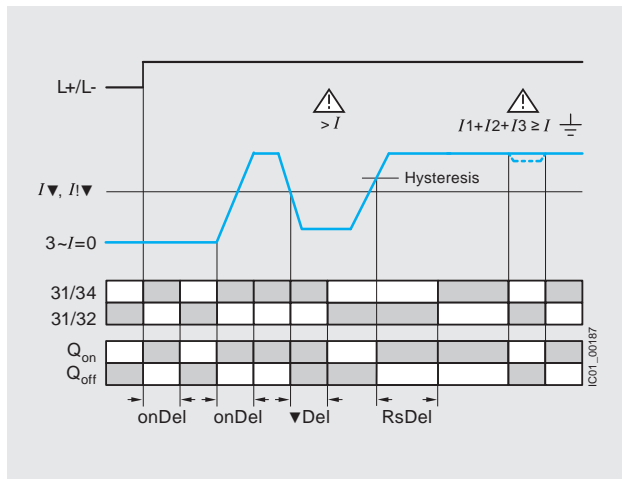 L+/L-
> I
I1+I2+I3 ≥ I
I▼, I!▼
Hysteresis
3~I=0
31/34
31/32
Qon
Qoff
IC01_00187
onDel onDel ▼Del RsDel